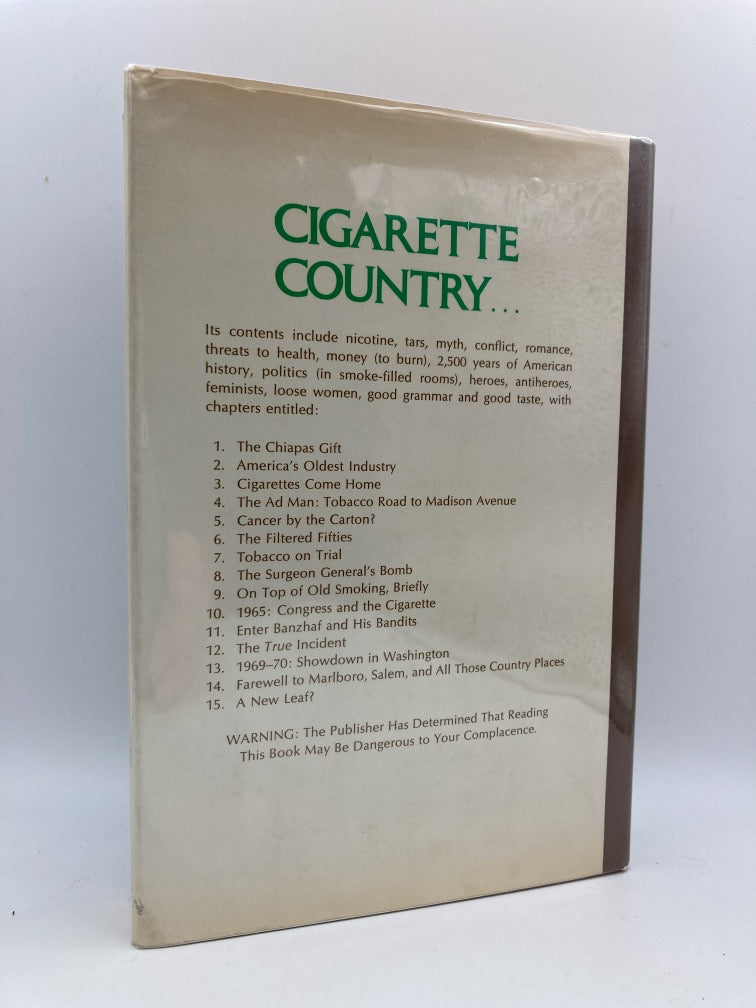 CIGARETTE
COUNTRY...
Its contents include nicotine, tars, myth, conflict, romance,
threats to health, money (to burn), 2,500 years of American
history, politics (in smoke-filled rooms), heroes, antiheroes,
feminists, loose women, good grammar and good taste, with
chapters entitled:
1. The Chiapas Gift
2. America's Oldest Industry
3. Cigarettes Come Home
4. The Ad Man: Tobacco Road to Madison Avenue
5. Cancer by the Carton?
6. The Filtered Fifties
7. Tobacco on Trial
8. The Surgeon General's Bomb
9. On Top of Old Smoking, Briefly
10. 1965: Congress and the Cigarette
11. Enter Banzhaf and His Bandits
12. The True Incident
13. 1969–70: Showdown in Washington
14. Farewell to Marlboro, Salem, and All Those Country Places
15. A New Leaf?
WARNING: The Publisher Has Determined That Reading
This Book May Be Dangerous to Your Complacence.